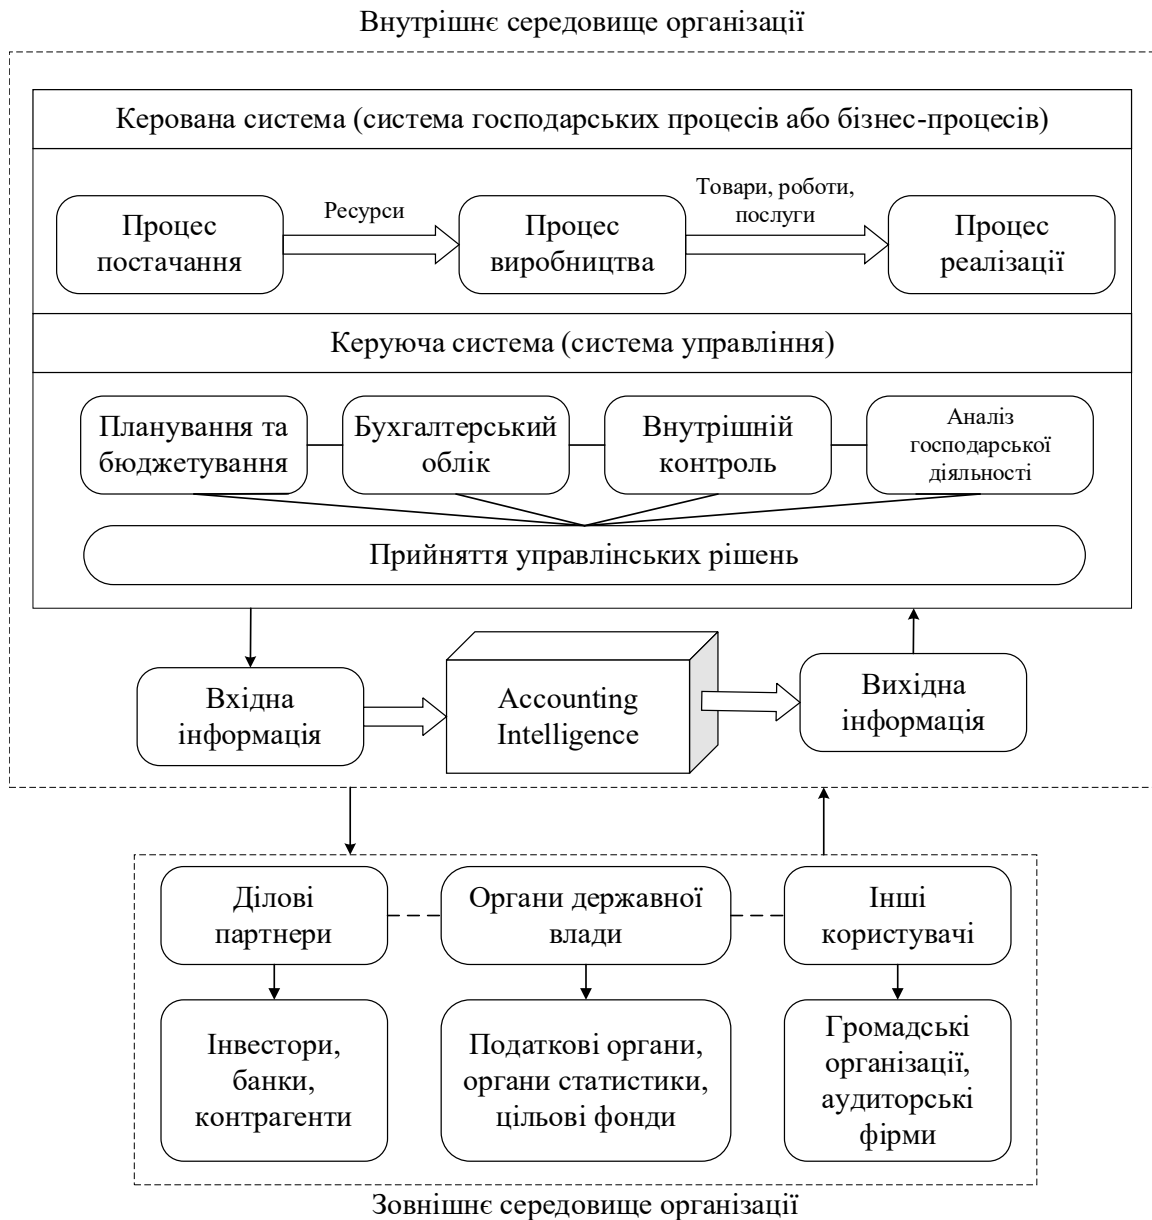 Внутрішнє середовище організації
Керована система (система господарських процесів або бізнес-процесів)
Процес
постачання
Ресурси
Процес
виробництва
Товари, роботи,
послуги
Процес
реалізації
Керуюча система (система управління)
Планування та
бюджетування
Бухгалтерський
облік
Внутрішній
контроль
Аналіз
господарської
діяльності
Прийняття управлінських рішень
Вхідна
інформація
Accounting
Intelligence
Вихідна
інформація
Ділові
партнери
Органи державної
влади
Інші
користувачі
Інвестори,
банки,
контрагенти
Податкові органи,
органи статистики,
цільові фонди
Громадські
організації,
аудиторські
фірми
Зовнішнє середовище організації